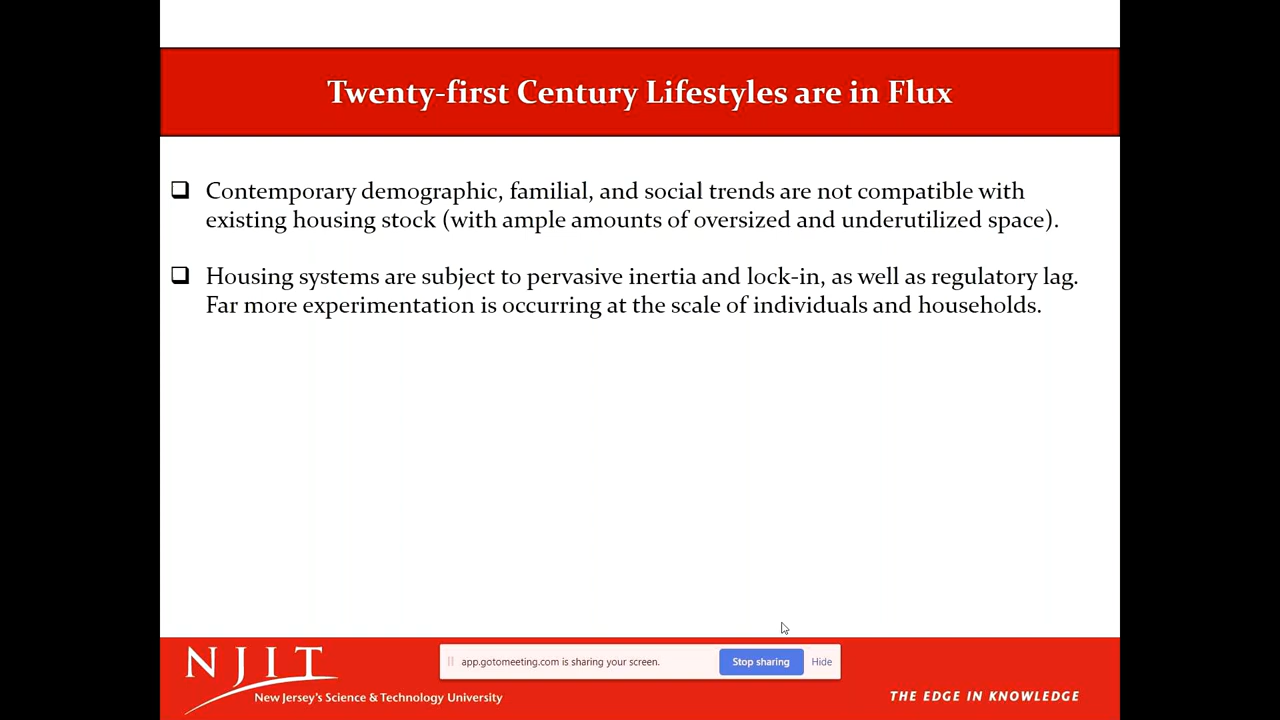 Twenty-first Century Lifestyles are in Flux
Contemporary demographic, familial, and social trends are not compatible with
existing housing stock (with ample amounts of oversized and underutilized space).
Housing systems are subject to pervasive inertia and lock-in, as well as regulatory lag.
Far more experimentation is occurring at the scale of individuals and households.
NJIT
New Jersey's Science & Technology University
app.gotomeeting.com is sharing your screen.
Stop sharing
Hide
THE EDGE IN KNOWLEDGE